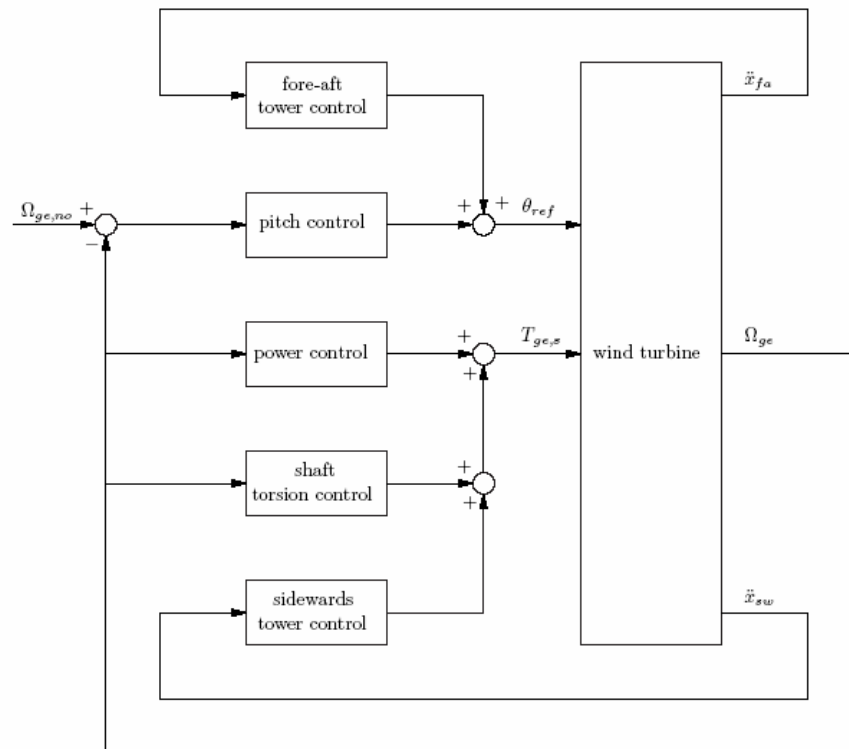 fore-aft
tower control
ẍ_fa
Ω_ge,no
+
−
pitch control
+
+
θ_ref
power control
+
+
T_ge,s
wind turbine
Ω_ge
shaft
torsion control
+
+
sidewards
tower control
ẍ_sw